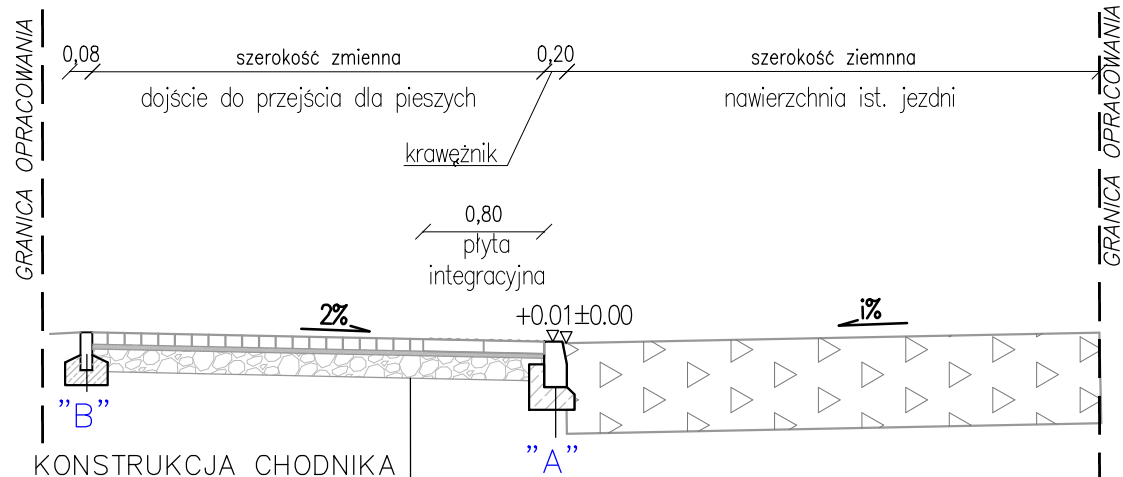 GRANICA OPRACOWANIA
0,08
szerokość zmienna
0,20
szerokość ziemnna
GRANICA OPRACOWANIA
dojście do przejścia dla pieszych
nawierzchnia ist. jezdni
krawężnik
0,80
płyta
integracyjna
2%
+0.01±0.00
i%
"B"
"A"
KONSTRUKCJA CHODNIKA